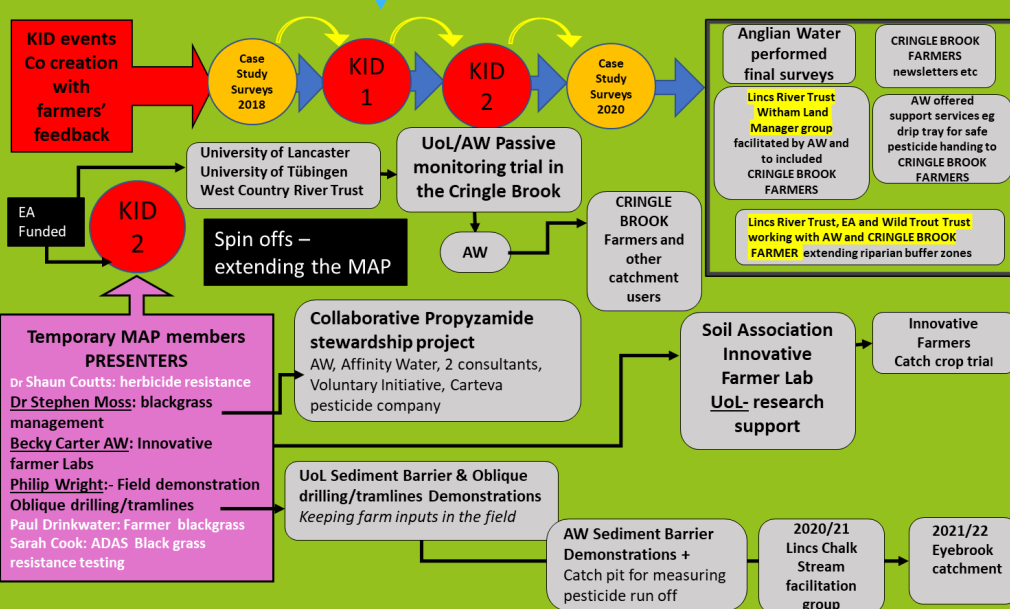 KID events
Co creation
with
farmers'
feedback
Case
Study
Surveys
2018
KID
1
KID
2
Case
Study
Surveys
2020
Anglian Water
performed
final surveys
CRINGLE BROOK
FARMERS
newsletters etc
Lincs River Trust
Witham Land
Manager group
facilitated by AW and
to included
CRINGLE BROOK
FARMERS
AW offered
support services eg
drip tray for safe
pesticide handing to
CRINGLE BROOK
FARMERS
Lincs River Trust, EA and Wild Trout Trust
working with AW and CRINGLE BROOK
FARMER extending riparian buffer zones
EA
Funded
KID
2
University of Lancaster
University of Tübingen
West Country River Trust
UoL/AW Passive
monitoring trial in
the Cringle Brook
AW
CRINGLE
BROOK
Farmers and
other
catchment
users
Spin offs –
extending the MAP
Temporary MAP members
PRESENTERS
Dr Shaun Coutts: herbicide resistance
Dr Stephen Moss: blackgrass
management
Becky Carter AW: Innovative
farmer Labs
Philip Wright:- Field demonstration
Oblique drilling/tramlines
Paul Drinkwater: Farmer blackgrass
Sarah Cook: ADAS Black grass
resistance testing
Collaborative Propyzamide
stewardship project
AW, Affinity Water, 2 consultants,
Voluntary Initiative, Carteva
pesticide company
Soil Association
Innovative
Farmer Lab
UoL- research
support
Innovative
Farmers
Catch crop trial
UoL Sediment Barrier & Oblique
drilling/tramlines Demonstrations
Keeping farm inputs in the field
AW Sediment Barrier
Demonstrations +
Catch pit for measuring
pesticide run off
2020/21
Lincs Chalk
Stream
facilitation
group
2021/22
Eyebrook
catchment